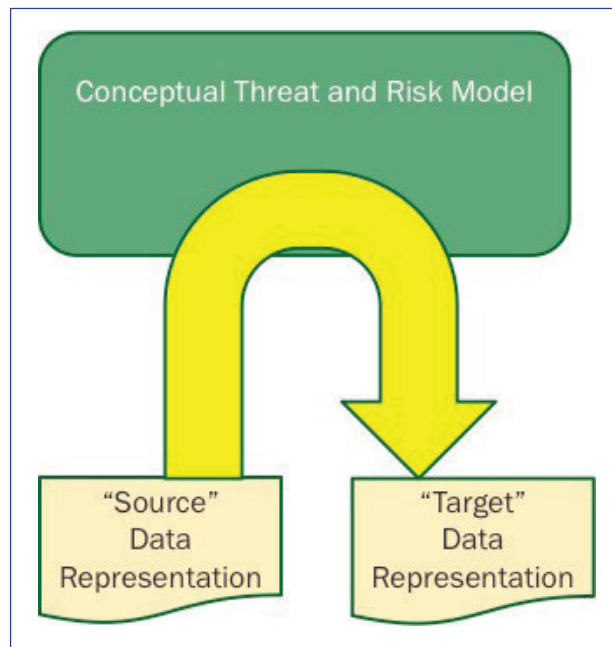 Conceptual Threat and Risk Model
“Source”
Data
Representation
“Target”
Data
Representation